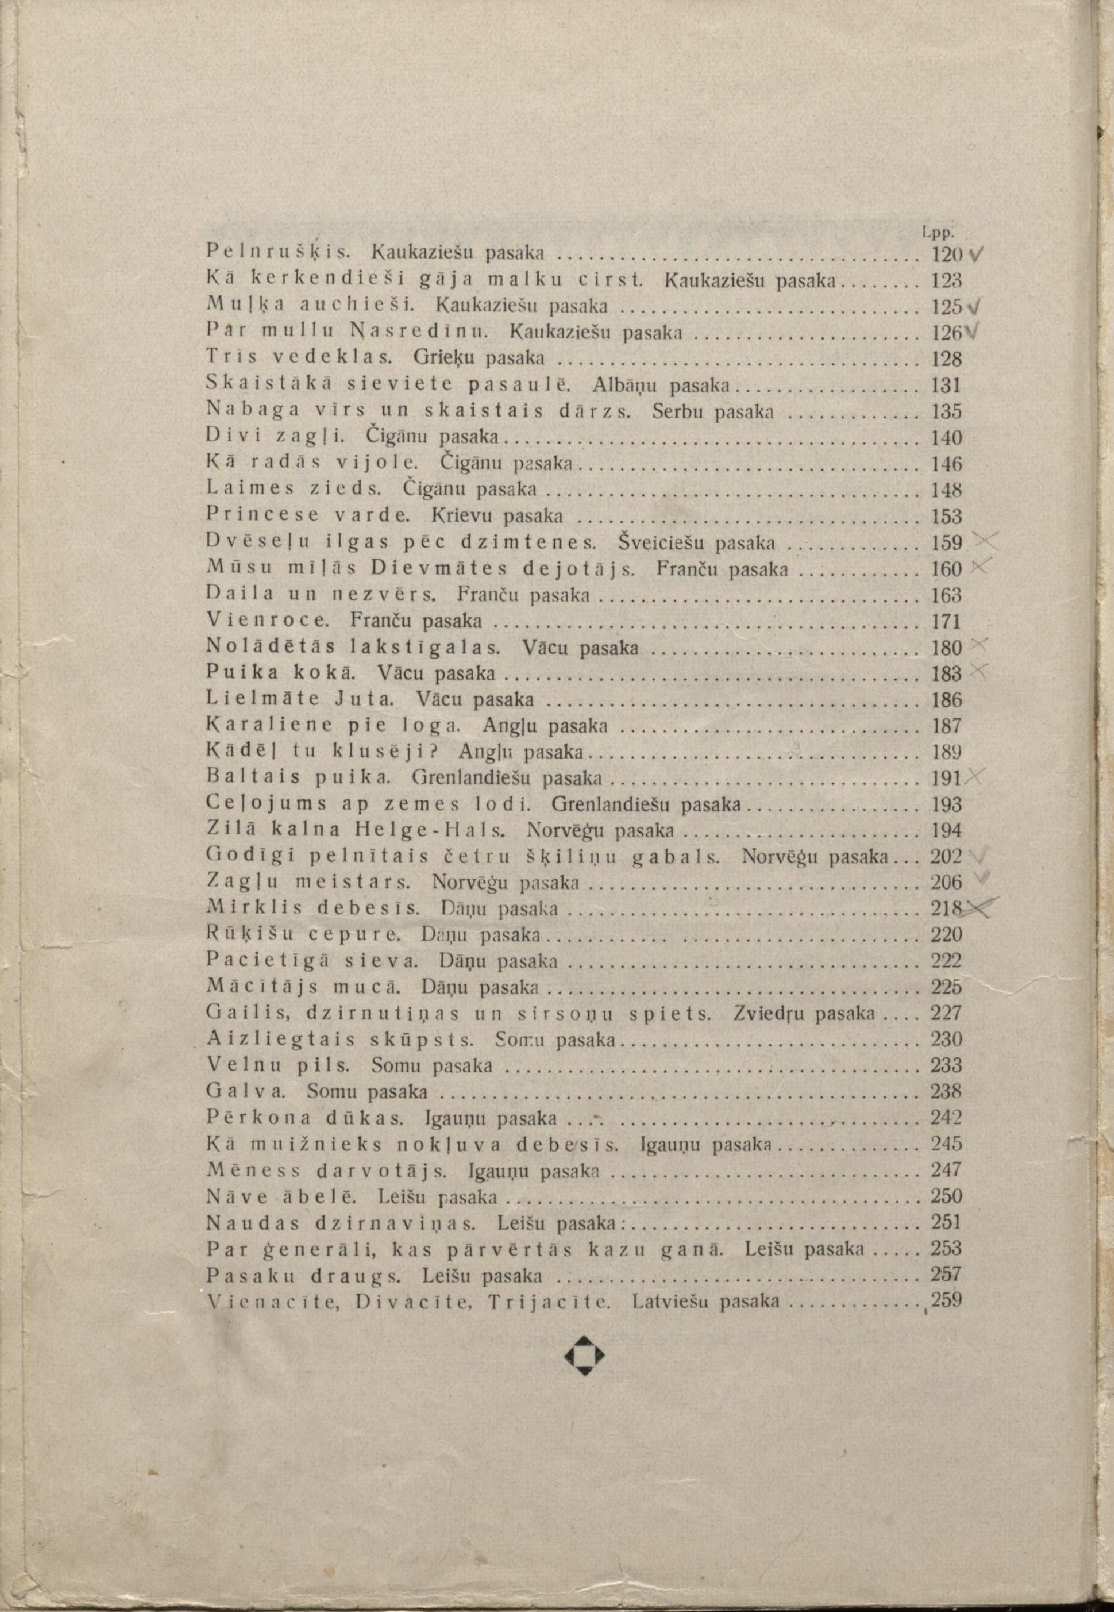 Lpp.
Pelnrušķis. Kaukaziešu pasaka ........ 120
Kā kerkendieši gāja malku cirst. Kaukaziešu pasaka ........ 123
Muļķa auchieši. Kaukaziešu pasaka ........ 125
Par mullu Nasredinu. Kaukaziešu pasaka ........ 126
Trīs vedeklas. Grieķu pasaka ........ 128
Skaistākā sieviete pasaulē. Albāņu pasaka ........ 131
Nabaga vīrs un skaistais dārzs. Serbu pasaka ........ 135
Divi zagļi. Čigānu pasaka ........ 140
Kā radās vijole. Čigānu pasaka ........ 146
Laimes zieds. Čigānu pasaka ........ 148
Princese varde. Krievu pasaka ........ 153
Dvēseļu ilgas pēc dzimtenes. Šveiciešu pasaka ........ 159
Mūsu mīļās Dievmātes dejotājs. Franču pasaka ........ 160
Daila un nezvērs. Franču pasaka ........ 163
Vienroce. Franču pasaka ........ 171
Nolādētās lakstīgalas. Vācu pasaka ........ 180
Puika kokā. Vācu pasaka ........ 183
Lielmāte Juta. Vācu pasaka ........ 186
Karaliene pie loga. Angļu pasaka ........ 187
Kādēļ tu klusēji? Angļu pasaka ........ 189
Baltais puika. Grenlandiešu pasaka ........ 191
Ceļojums ap zemes lodi. Grenlandiešu pasaka ........ 193
Zilā kalna Helge-Hals. Norvēģu pasaka ........ 194
Godīgi pelnītais četru šķiliņu gabals. Norvēģu pasaka ... 202
Zagļu meistars. Norvēģu pasaka ........ 206
Mirklis debesīs. Dāņu pasaka ........ 218
Rūķīšu cepure. Dāņu pasaka ........ 220
Pacietīgā sieva. Dāņu pasaka ........ 222
Mācītājs mucā. Dāņu pasaka ........ 225
Gailis, dzirnutiņas un sirsoņu spiets. Zviedŗu pasaka .... 227
Aizliegtais skūpsts. Somu pasaka ........ 230
Velnu pils. Somu pasaka ........ 233
Galva. Somu pasaka ........ 238
Pērkona dūkas. Igauņu pasaka ........ 242
Kā muižnieks nokļuva debesīs. Igauņu pasaka ........ 245
Mēness darvotājs. Igauņu pasaka ........ 247
Nāve ābelē. Leišu pasaka ........ 250
Naudas dzirnaviņas. Leišu pasaka ........ 251
Par ģenerāli, kas pārvērtās kazu ganā. Leišu pasaka ..... 253
Pasaku draugs. Leišu pasaka ........ 257
Vienacīte, Divacīte, Trijacīte. Latviešu pasaka ........ 259